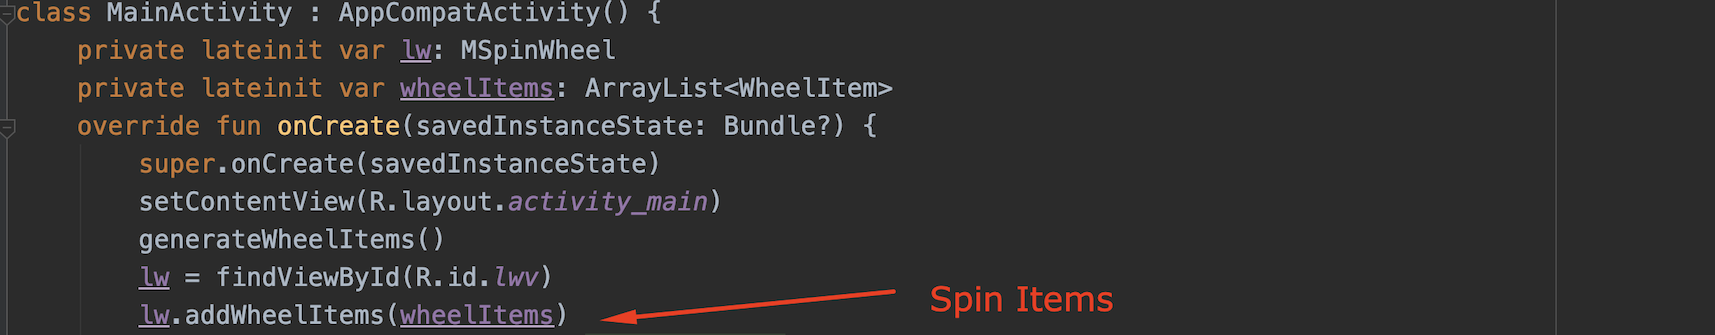 class MainActivity : AppCompatActivity() {
    private lateinit var lw: MSpinWheel
    private lateinit var wheelItems: ArrayList<WheelItem>
    override fun onCreate(savedInstanceState: Bundle?) {
        super.onCreate(savedInstanceState)
        setContentView(R.layout.activity_main)
        generateWheelItems()
        lw = findViewById(R.id.lwv)
        lw.addWheelItems(wheelItems)
Spin Items